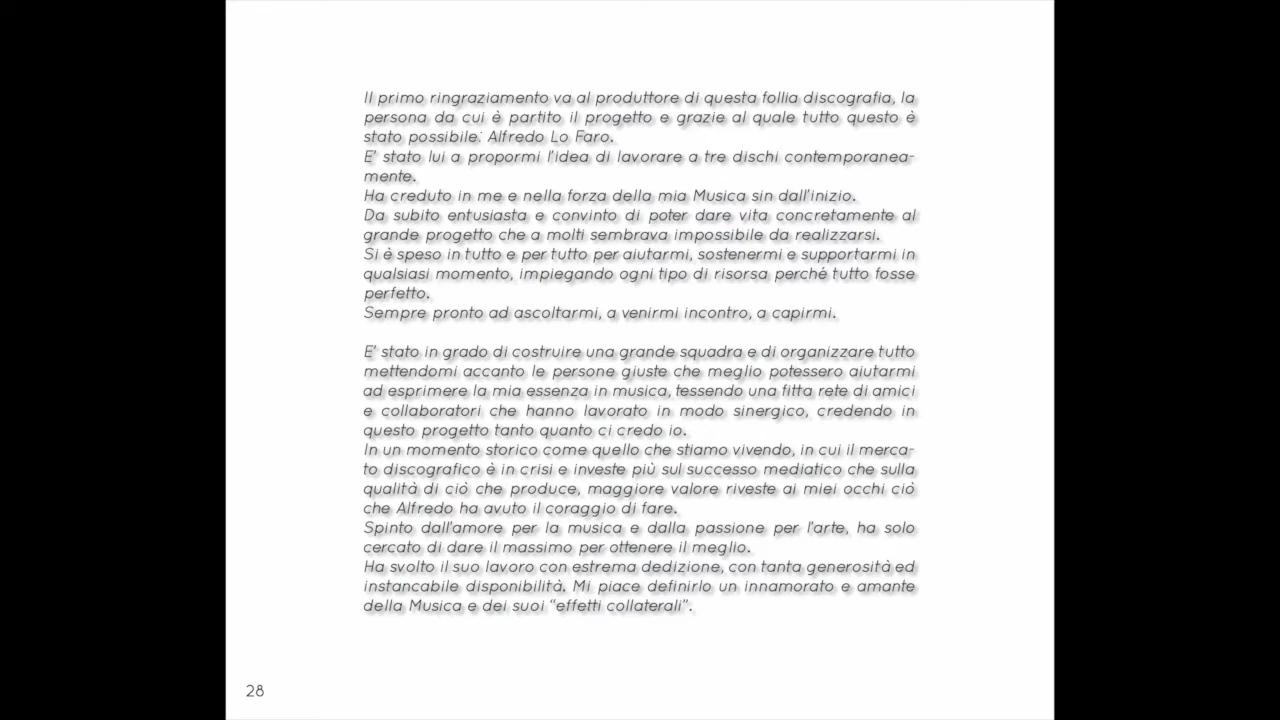 Il primo ringraziamento va al produttore di questa follia discografia, la
persona da cui è partito il progetto e grazie al quale tutto questo è
stato possibile: Alfredo Lo Faro.
E' stato lui a propormi l'idea di lavorare a tre dischi contemporanea-
mente.
Ha creduto in me e nella forza della mia Musica sin dall'inizio.
Da subito entusiasta e convinto di poter dare vita concretamente al
grande progetto che a molti sembrava impossibile da realizzarsi.
Si è speso in tutto e per tutto per aiutarmi, sostenermi e supportarmi in
qualsiasi momento, impiegando ogni tipo di risorsa perché tutto fosse
perfetto.
Sempre pronto ad ascoltarmi, a venirmi incontro, a capirmi.
E' stato in grado di costruire una grande squadra e di organizzare tutto
mettendomi accanto le persone giuste che meglio potessero aiutarmi
ad esprimere la mia essenza in musica, tessendo una fitta rete di amici
e collaboratori che hanno lavorato in modo sinergico, credendo in
questo progetto tanto quanto ci credo io.
In un momento storico come quello che stiamo vivendo, in cui il merca-
to discografico è in crisi e investe più sul successo mediatico che sulla
qualità di ciò che produce, maggiore valore riveste ai miei occhi ciò
che Alfredo ha avuto il coraggio di fare.
Spinto dall'amore per la musica e dalla passione per l'arte, ha solo
cercato di dare il massimo per ottenere il meglio.
Ha svolto il suo lavoro con estrema dedizione, con tanta generosità ed
instancabile disponibilità. Mi piace definirlo un innamorato e amante
della Musica e dei suoi “effetti collaterali”.
28